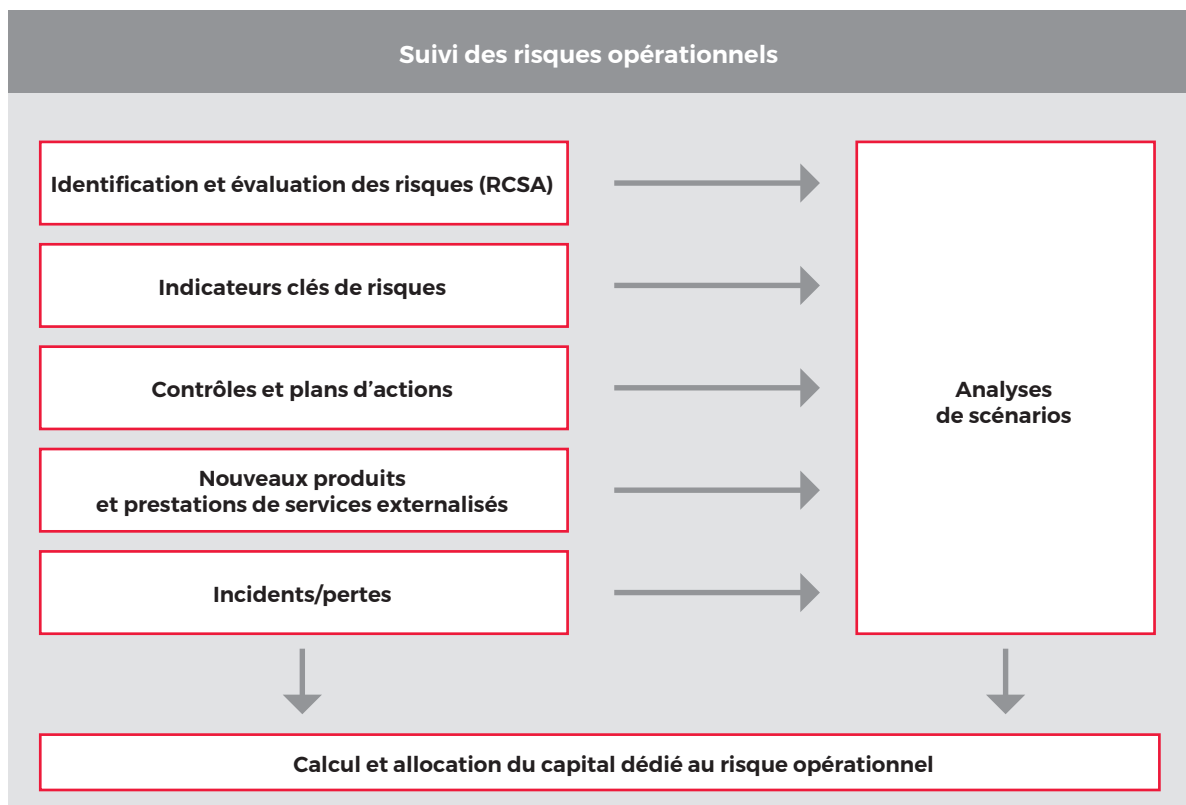 Suivi des risques opérationnels
Identification et évaluation des risques (RCSA)
Indicateurs clés de risques
Contrôles et plans d’actions
Nouveaux produits
et prestations de services externalisés
Incidents/pertes
Analyses
de scénarios
Calcul et allocation du capital dédié au risque opérationnel